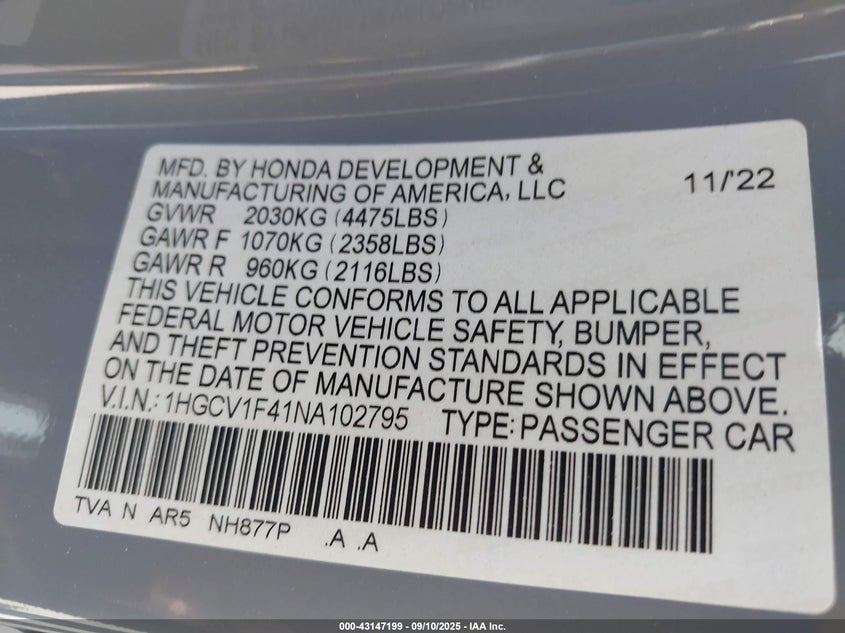 MFD. BY HONDA DEVELOPMENT &
MANUFACTURING OF AMERICA, LLC 11/'22
GVWR 2030KG (4475LBS)
GAWR F 1070KG (2358LBS)
GAWR R 960KG (2116LBS)
THIS VEHICLE CONFORMS TO ALL APPLICABLE
FEDERAL MOTOR VEHICLE SAFETY, BUMPER,
AND THEFT PREVENTION STANDARDS IN EFFECT
ON THE DATE OF MANUFACTURE SHOWN ABOVE.
V.I.N.: 1HGCV1F41NA102795 TYPE: PASSENGER CAR
TVA N AR5 NH877P .A .A
000-43147199 — 09/10/2025 — IAA Inc.